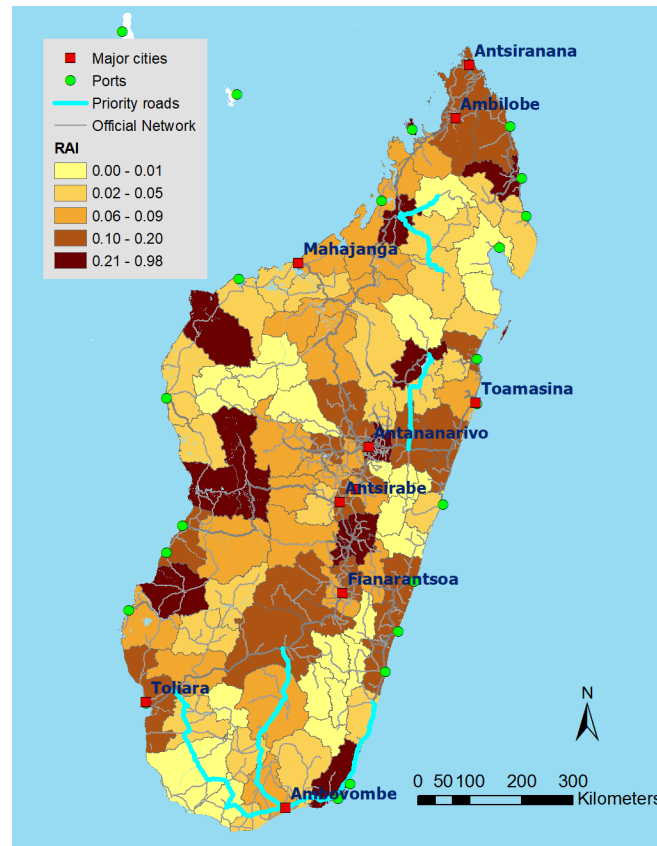 Major cities
Ports
Priority roads
Official Network
RAI
0.00 - 0.01
0.02 - 0.05
0.06 - 0.09
0.10 - 0.20
0.21 - 0.98
Antsiranana
Ambilobe
Mahajanga
Toamasina
Antananarivo
Antsirabe
Fianarantsoa
Toliara
Ambovombe
N
0 50 100 200 300
Kilometers